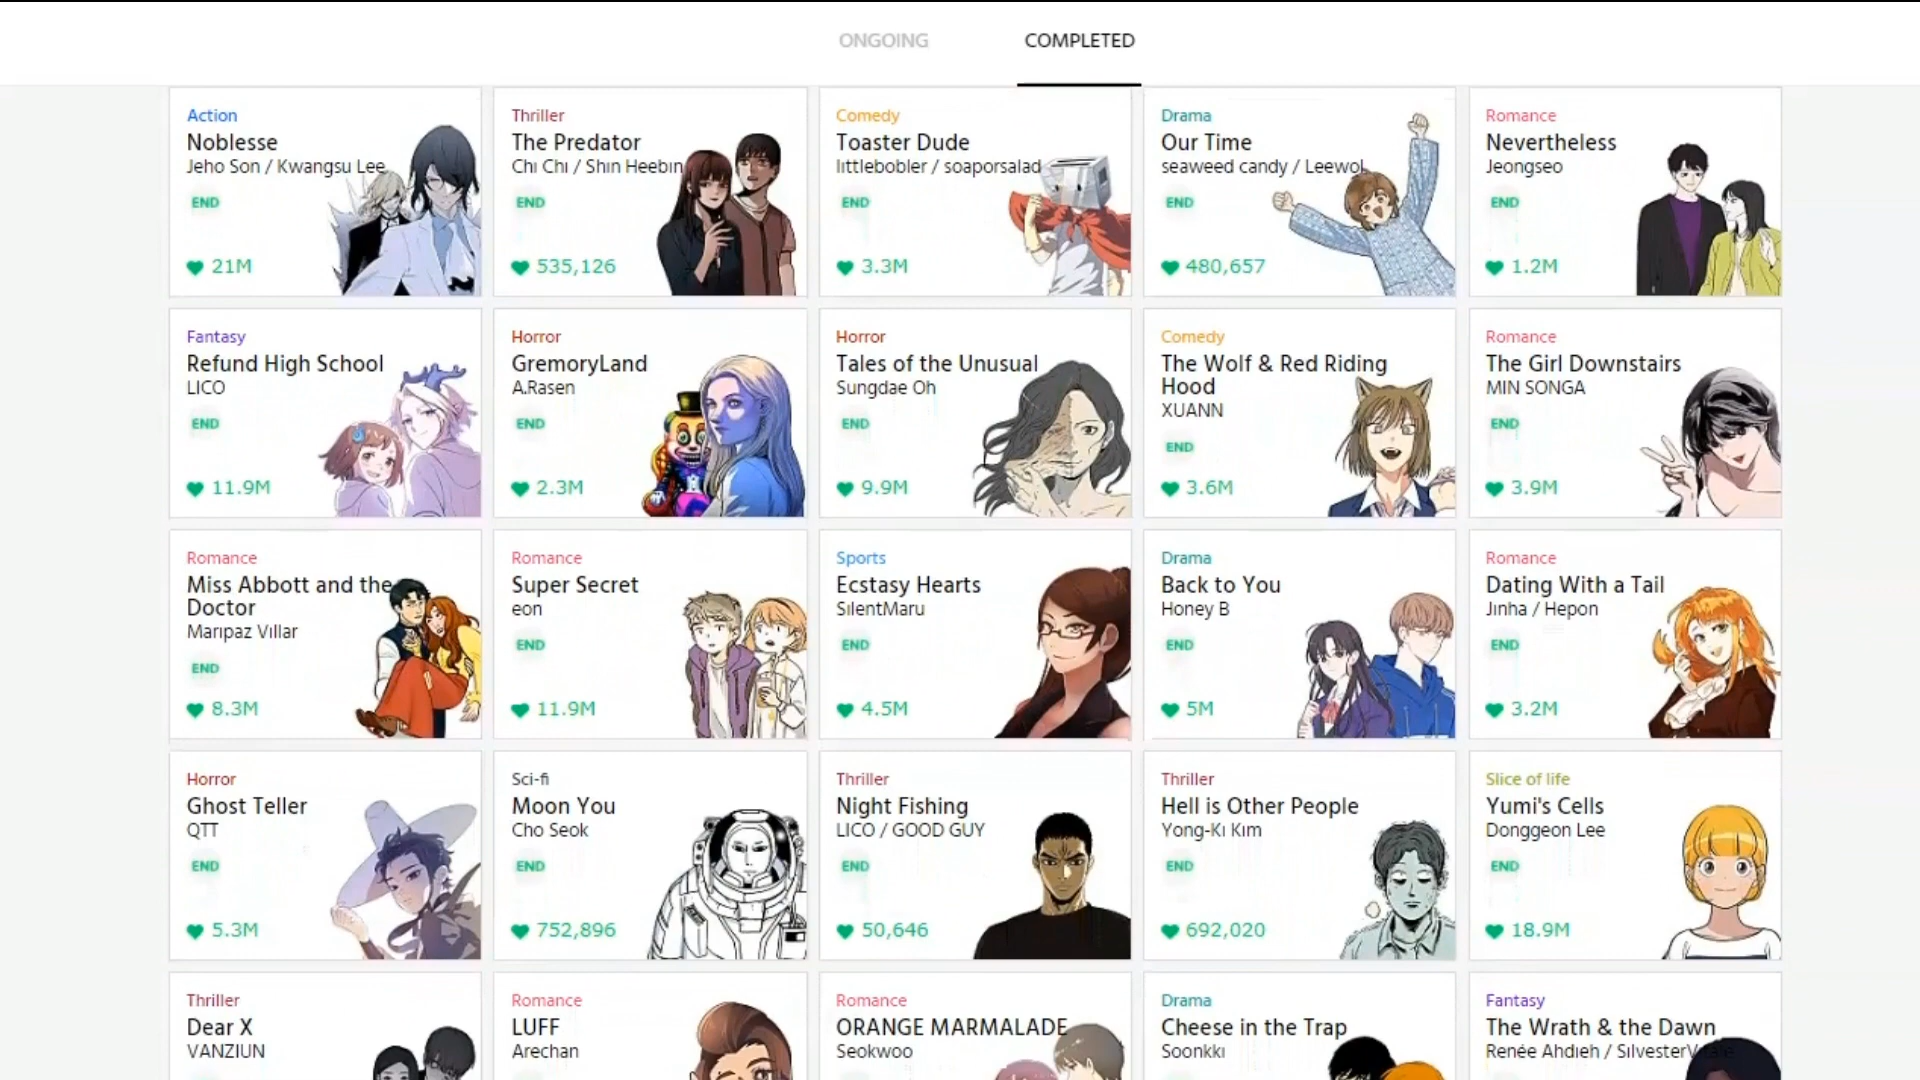 ONGOING
COMPLETED
Action
Noblesse
Jeho Son / Kwangsu Lee
END
21M
Thriller
The Predator
Chi Chi / Shin Heebin
END
535,126
Comedy
Toaster Dude
littlebobler / soaporsalad
END
3.3M
Drama
Our Time
seaweed candy / Leewol
END
480,657
Romance
Nevertheless
Jeongseo
END
1.2M
Fantasy
Refund High School
LICO
END
11.9M
Horror
GremoryLand
A.Rasen
END
2.3M
Horror
Tales of the Unusual
Sungdae Oh
END
9.9M
Comedy
The Wolf & Red Riding
Hood
XUANN
END
3.6M
Romance
The Girl Downstairs
MIN SONGA
END
3.9M
Romance
Miss Abbott and the
Doctor
Maripaz Villar
END
8.3M
Romance
Super Secret
eon
END
11.9M
Sports
Ecstasy Hearts
SilentMaru
END
4.5M
Drama
Back to You
Honey B
END
5M
Romance
Dating With a Tail
Jinha / Hepon
END
3.2M
Horror
Ghost Teller
QTT
END
5.3M
Sci-fi
Moon You
Cho Seok
END
752,896
Thriller
Night Fishing
LICO / GOOD GUY
END
50,646
Thriller
Hell is Other People
Yong-Ki Kim
END
692,020
Slice of life
Yumi's Cells
Donggeon Lee
END
18.9M
Thriller
Dear X
VANZIUN
Romance
LUFF
Arechan
Romance
ORANGE MARMALADE
Seokwoo
Drama
Cheese in the Trap
Soonkki
Fantasy
The Wrath & the Dawn
Renée Ahdieh /